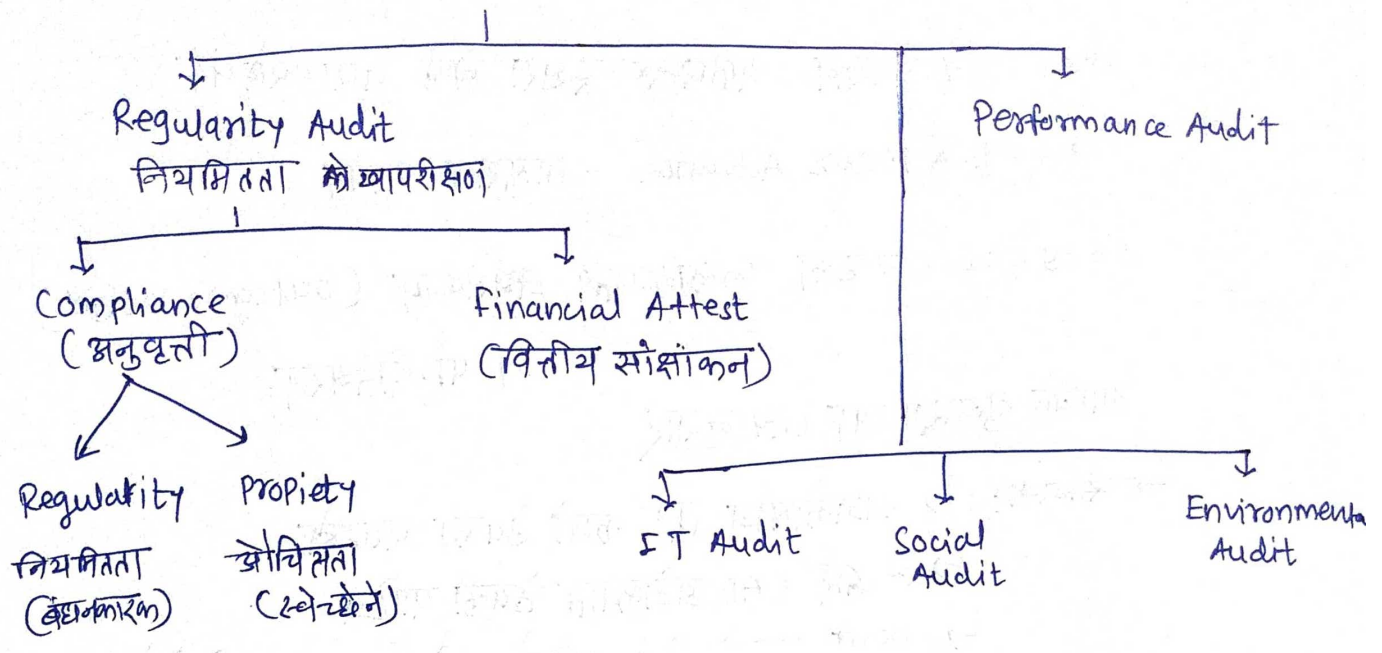 Regularity Audit
नियमितता लेखापरीक्षण
Performance Audit
Compliance
(अनुवृत्ती)
Financial Attest
(वित्तीय सांक्षांकन)
Regularity
नियमितता
(बंधनकारक)
Propiety
औचित्यता
(स्वेच्छेने)
IT Audit
Social
Audit
Environmenta
Audit